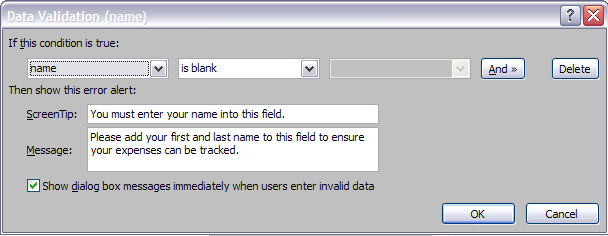 Data Validation (name)
If this condition is true:
name is blank And » Delete
Then show this error alert:
ScreenTip: You must enter your name into this field.
Message: Please add your first and last name to this field to ensure
your expenses can be tracked.
Show dialog box messages immediately when users enter invalid data
OK Cancel